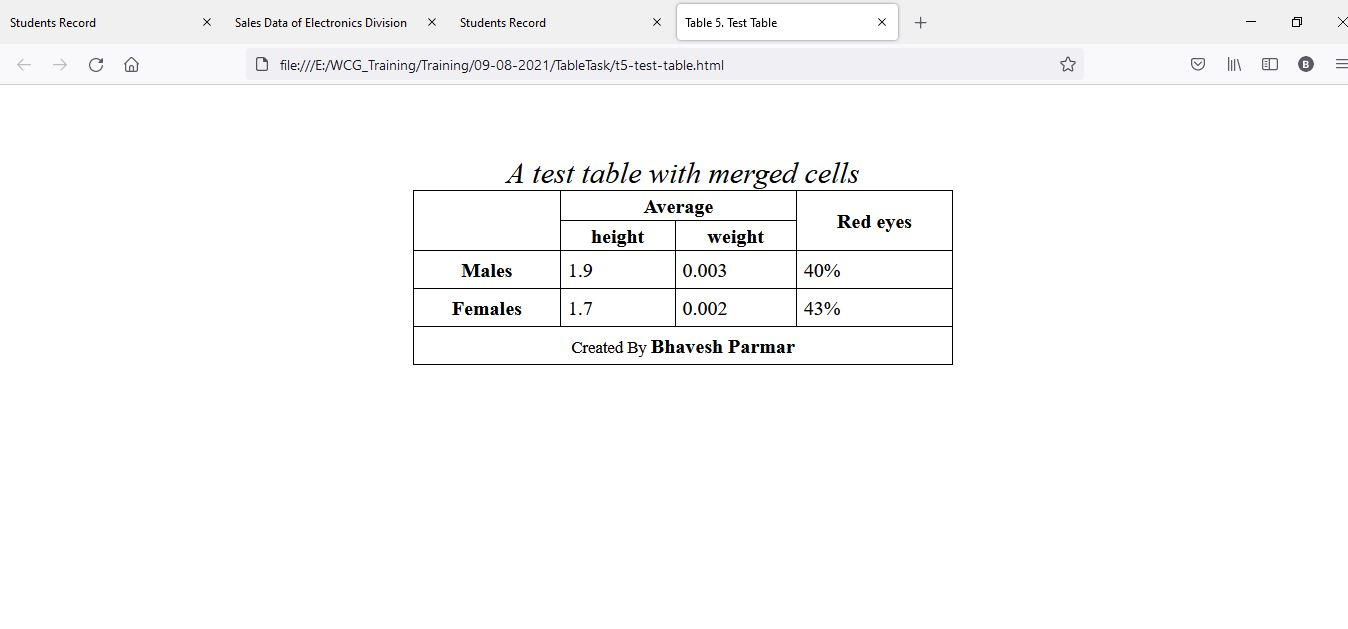 Students Record Sales Data of Electronics Division Students Record Table 5. Test Table
file:///E:/WCG_Training/Training/09-08-2021/TableTask/t5-test-table.html B
A test table with merged cells
Average Red eyes
height weight
Males 1.9 0.003 40%
Females 1.7 0.002 43%
Created By Bhavesh Parmar